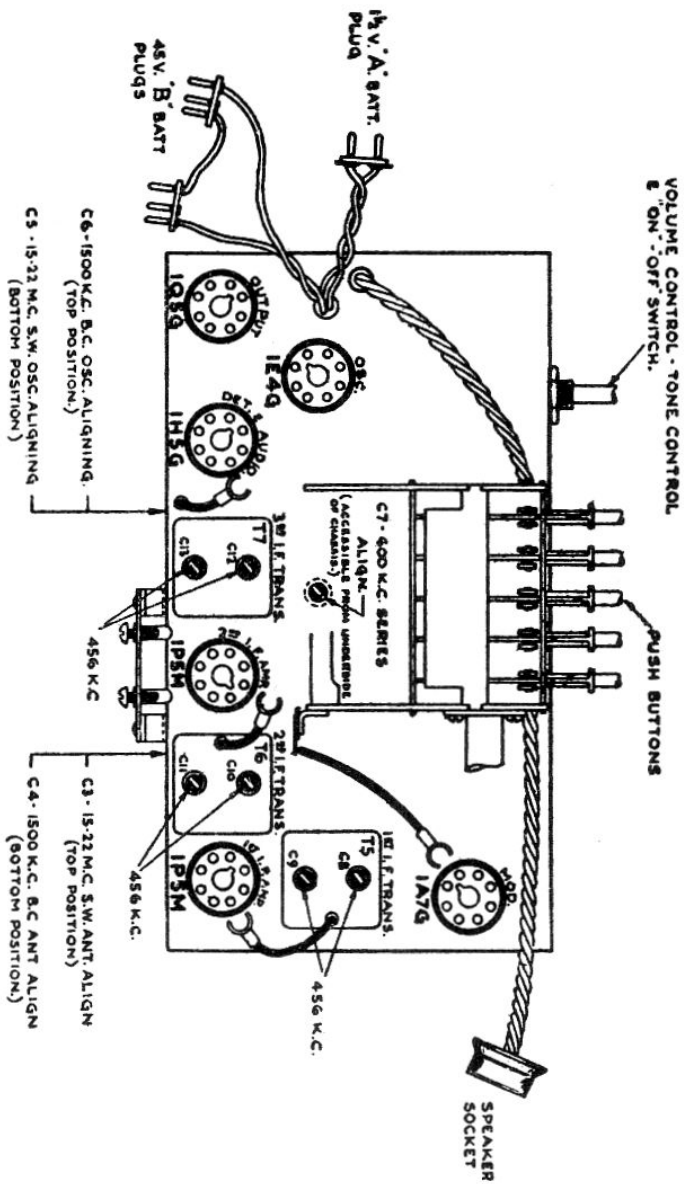 1½ V. "A" BATT.
PLUG
45 V. "B" BATT
PLUGS
VOLUME CONTROL - TONE CONTROL
& "ON" - "OFF" SWITCH.
PUSH BUTTONS
SPEAKER
SOCKET
OUTPUT
1Q5G
OSC.
1E4G
DET. & AUDIO
1H5G
C7 - 600 K.C. SERIES
ALIGN.
(ACCESSIBLE FROM UNDERSIDE
OF CHASSIS.)
3RD I.F. TRANS.
T7
C12
C13
2ND I.F. AMP.
1P5M
2ND I.F. TRANS.
T6
C10
C11
1ST I.F. AMP
1P5M
1ST I.F. TRANS.
T5
C8
C9
MOD.
1A7G
456 K.C
456 K.C.
456 K.C.
C6 - 1500 K.C. B.C. OSC. ALIGNING.
(TOP POSITION.)
C5 - 15-22 M.C. S.W. OSC. ALIGNING
(BOTTOM POSITION)
C3 - 15-22 M.C. S.W. ANT. ALIGN
(TOP POSITION)
C4 - 1500 K.C. B.C ANT ALIGN
(BOTTOM POSITION.)